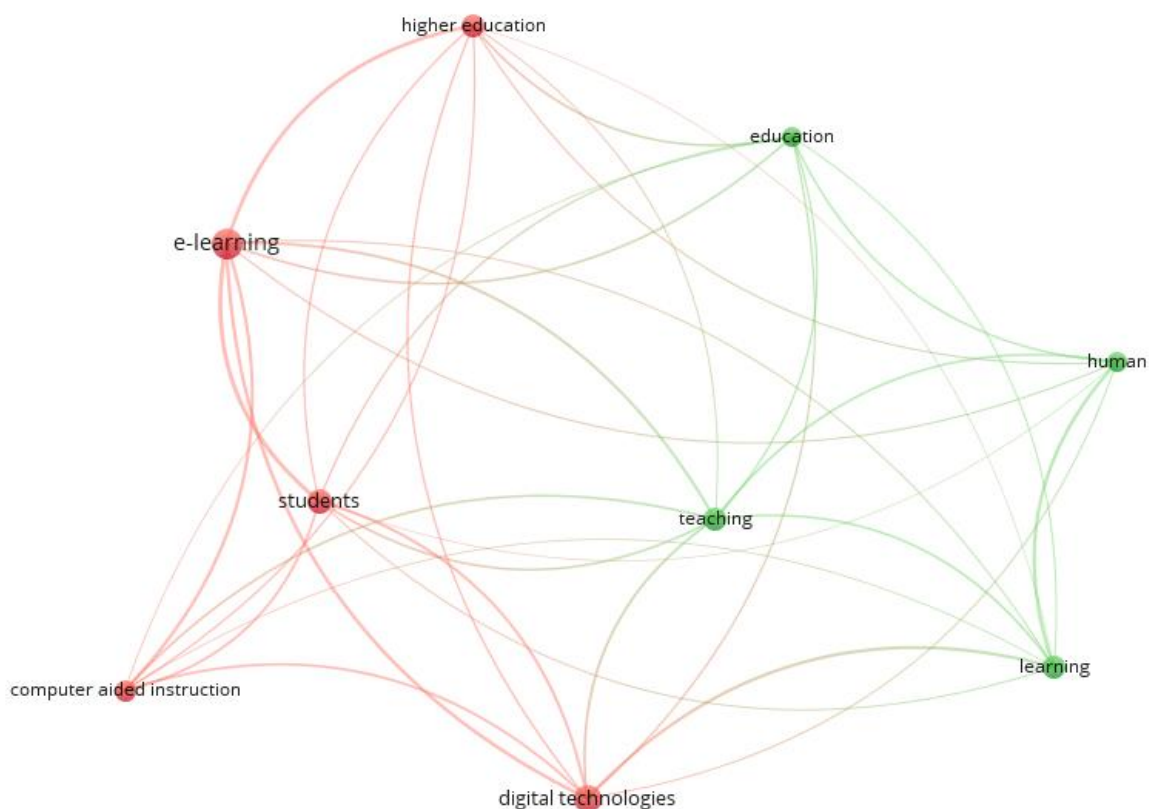 higher education
education
e-learning
human
students
teaching
learning
computer aided instruction
digital technologies